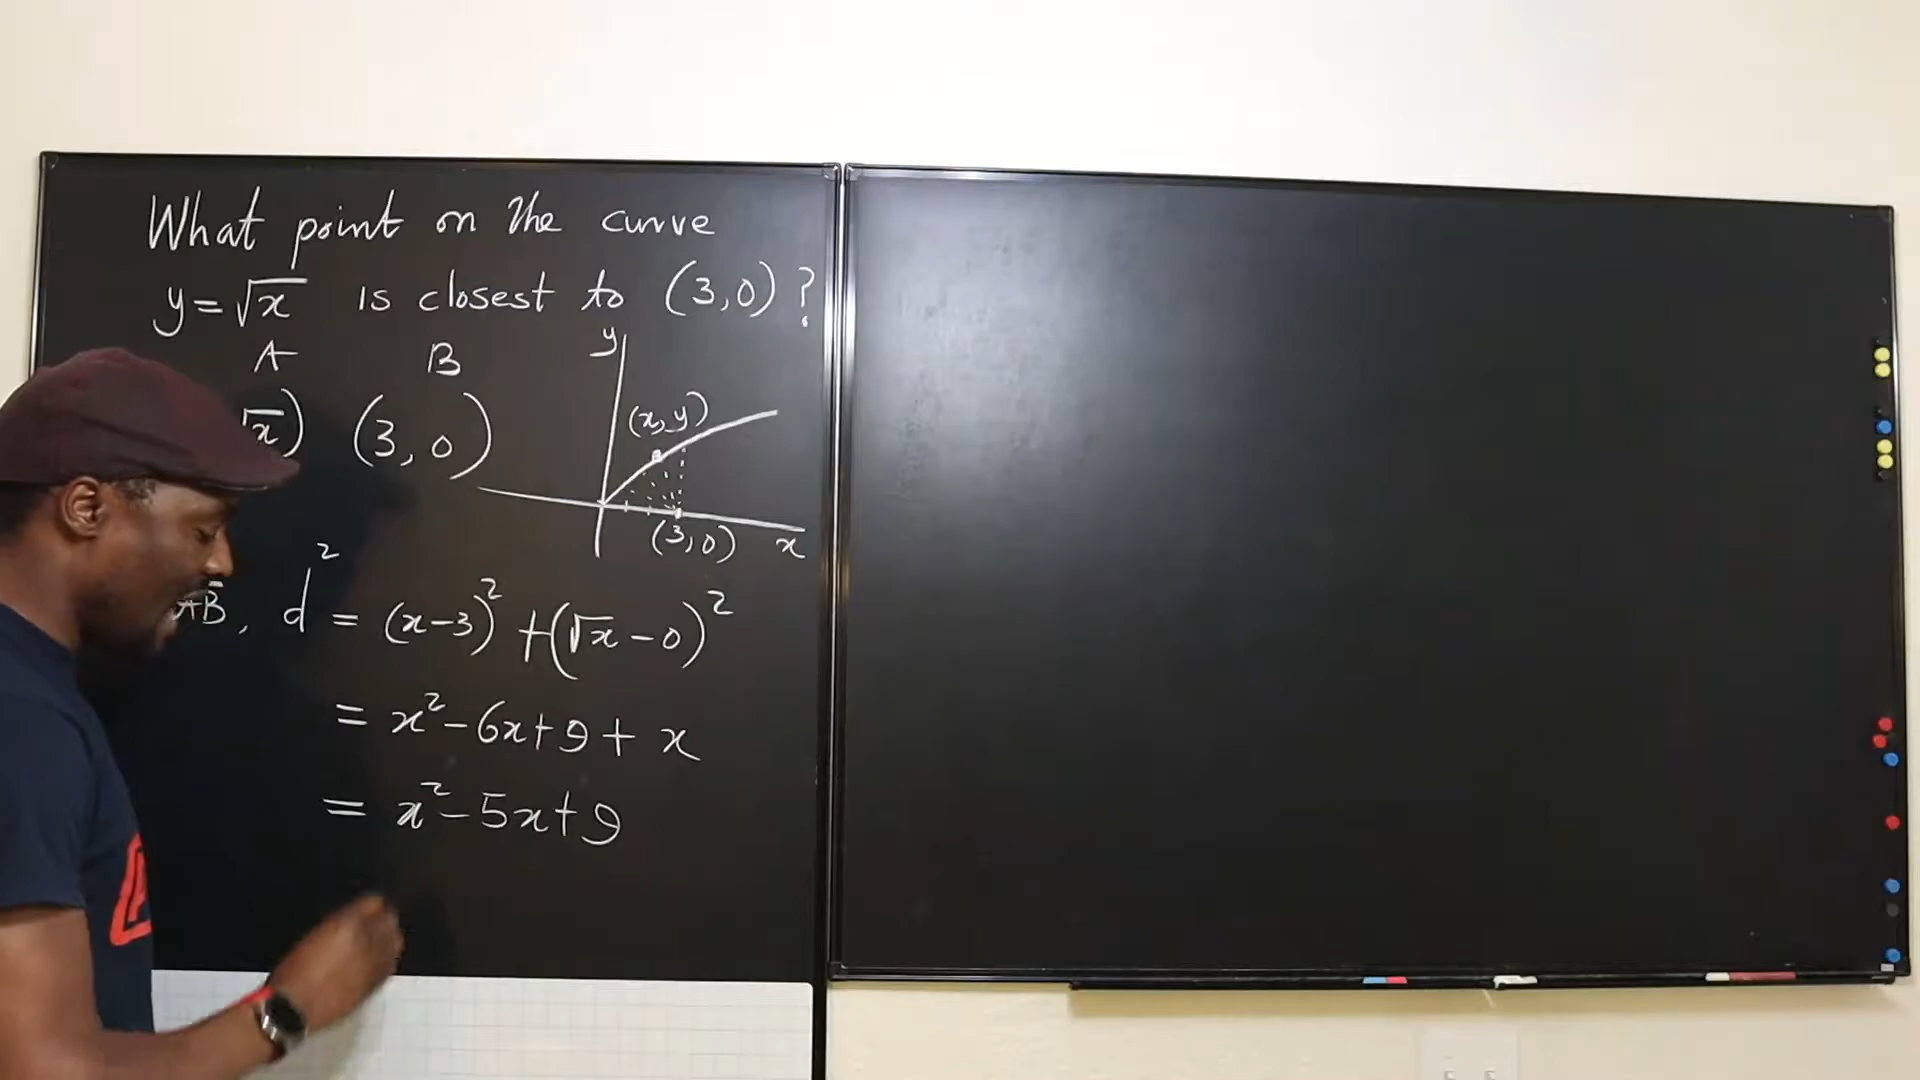 What point on the curve
y = √x is closest to (3,0)?
A B
√x) (3, 0)
y
(x, y)
(3, 0) x
AB, d² = (x-3)² + (√x - 0)²
= x² - 6x + 9 + x
= x² - 5x + 9